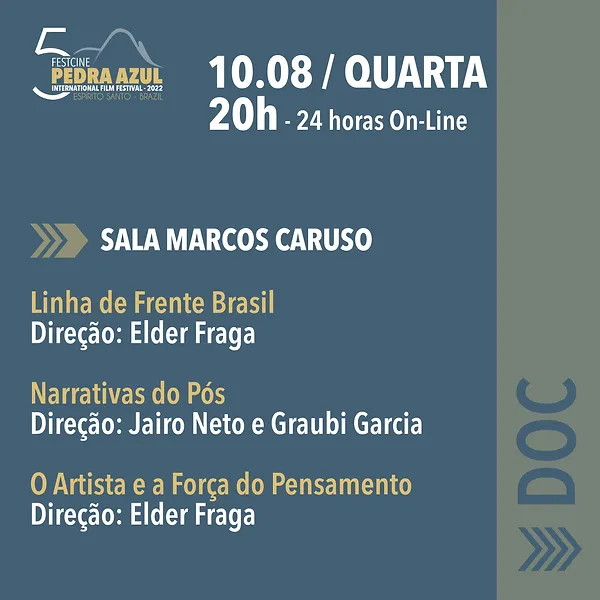 5
FESTCINE
PEDRA AZUL
INTERNATIONAL FILM FESTIVAL - 2022
ESPÍRITO SANTO - BRAZIL
10.08 / QUARTA
20h - 24 horas On-Line
SALA MARCOS CARUSO
Linha de Frente Brasil
Direção: Elder Fraga
Narrativas do Pós
Direção: Jairo Neto e Graubi Garcia
O Artista e a Força do Pensamento
Direção: Elder Fraga
DOC